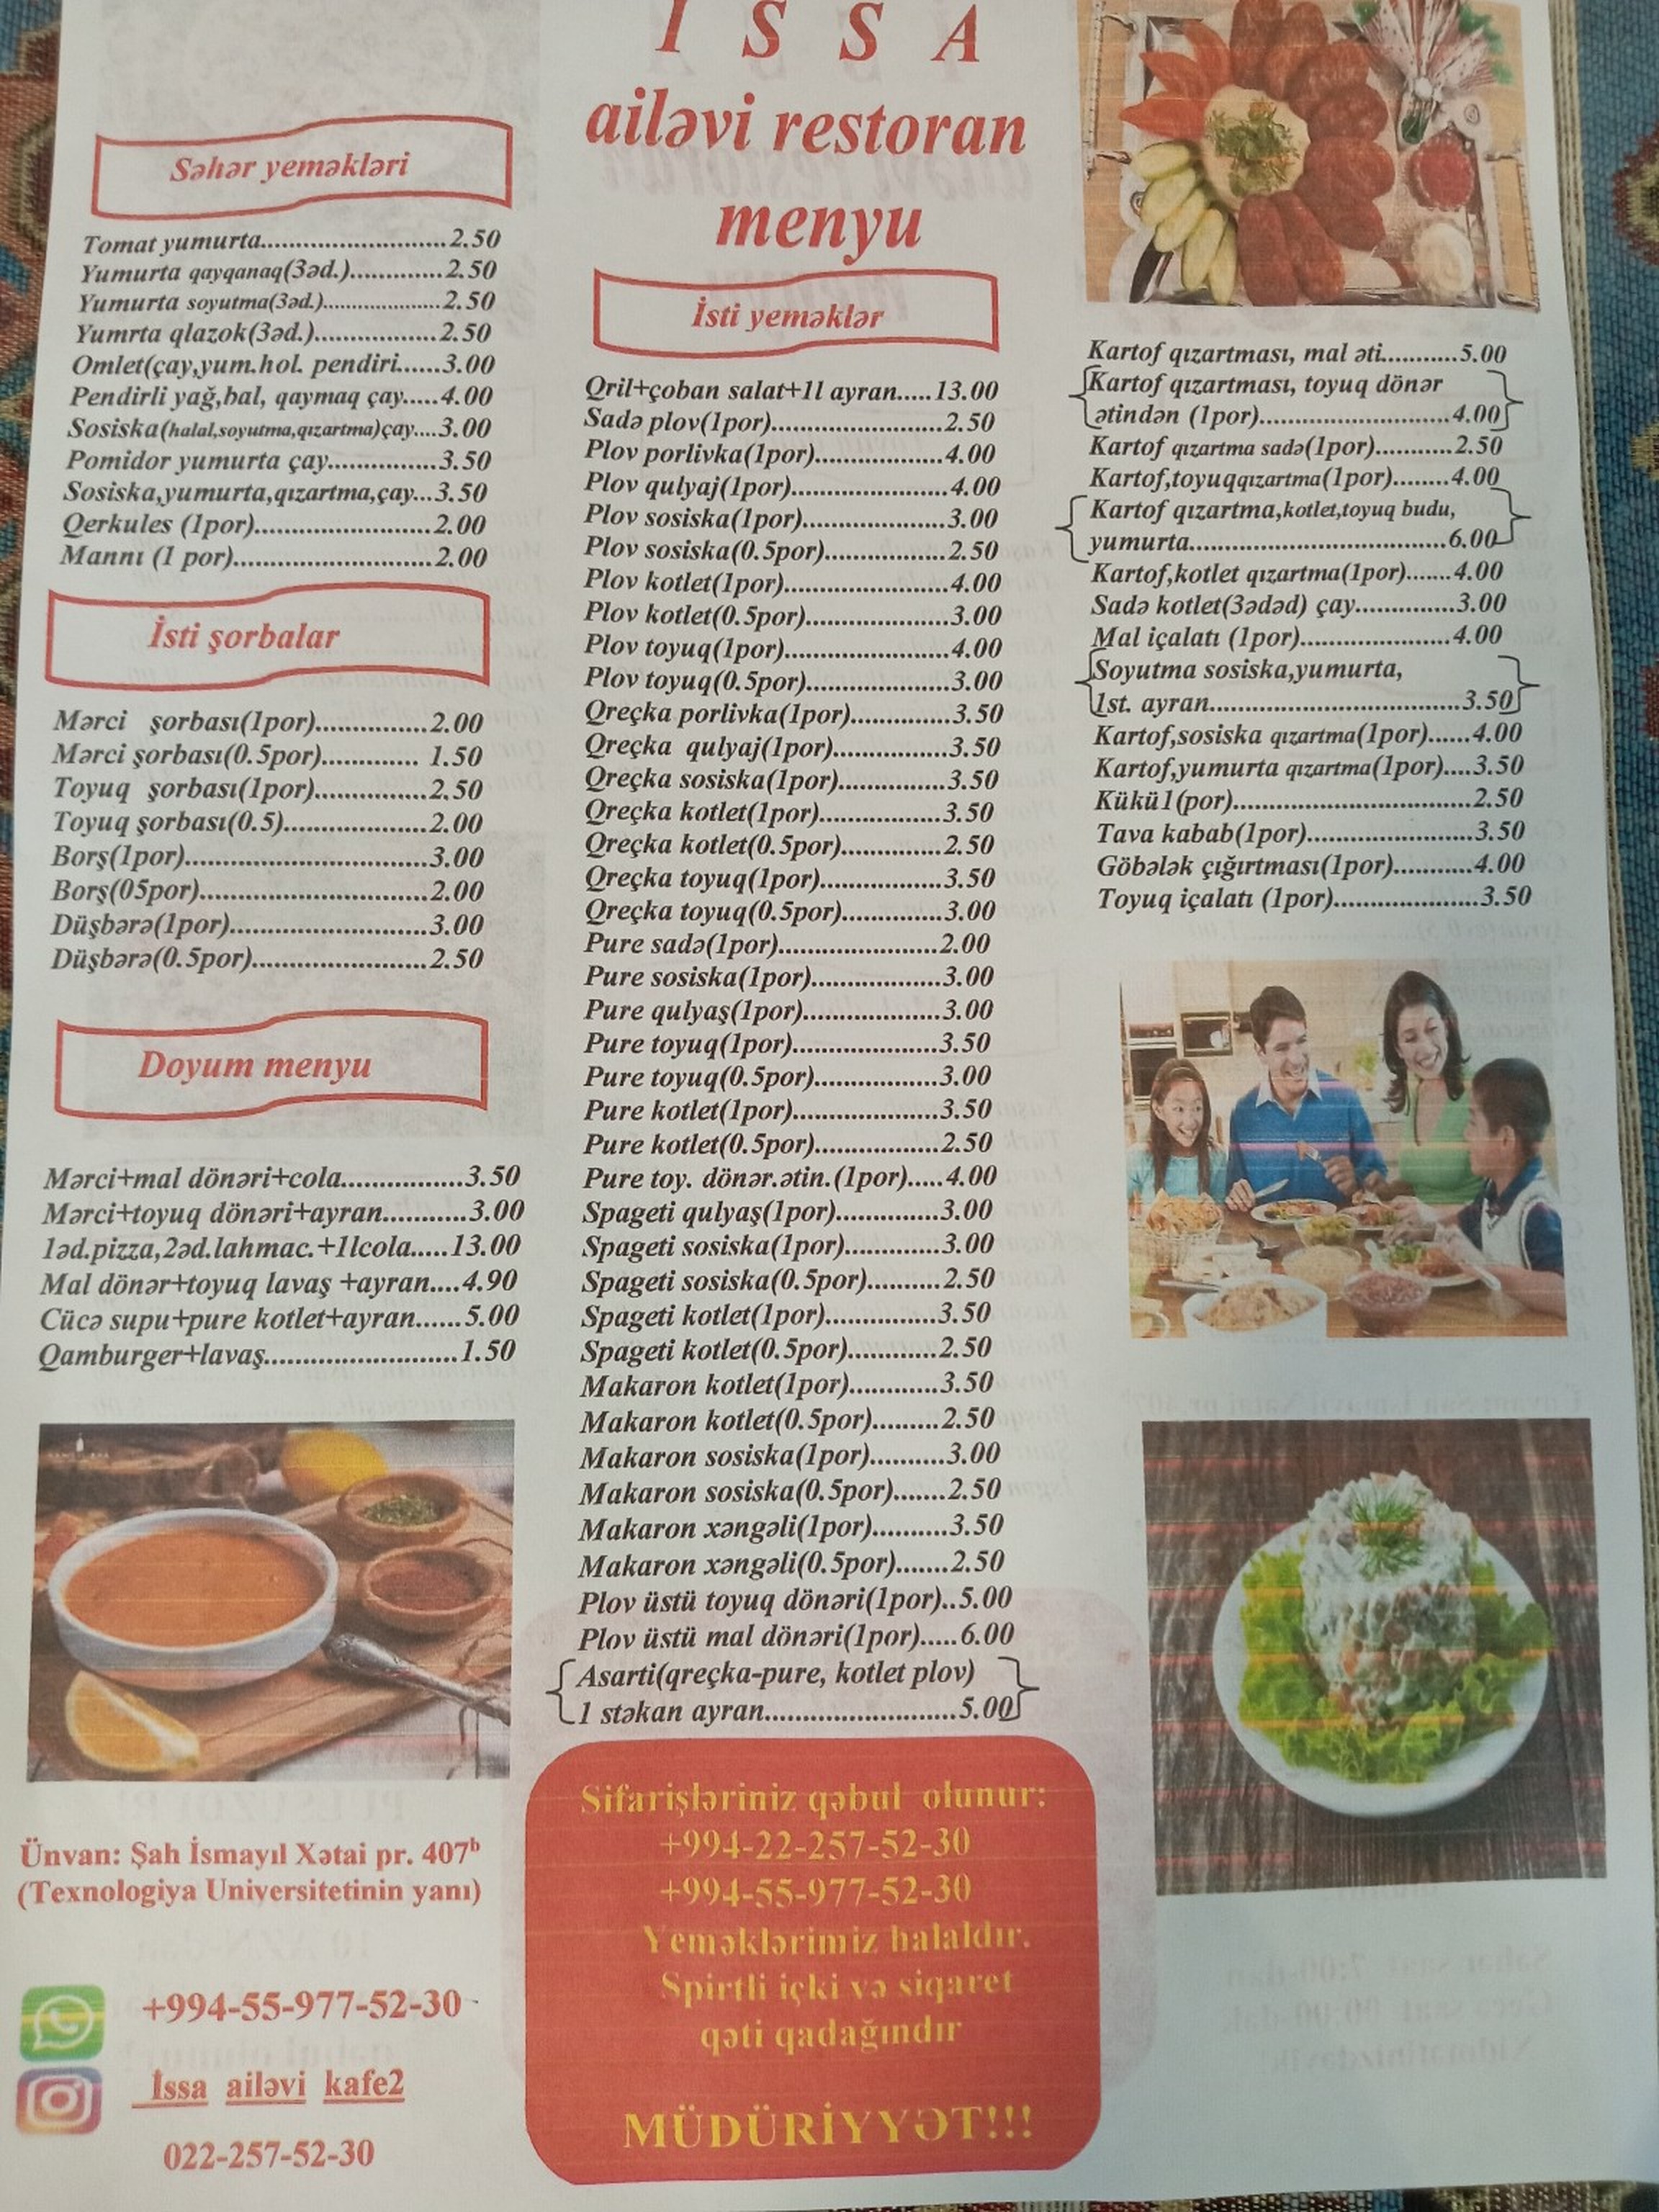 I S S A
ailəvi restoran
menyu
Səhər yeməkləri
Tomat yumurta..........................2.50
Yumurta qayqanaq(3əd.).............2.50
Yumurta soyutma(3əd.)....................2.50
Yumrta qlazok(3əd.)..................2.50
Omlet(çay,yum.hol. pendiri......3.00
Pendirli yağ,bal, qaymaq çay.....4.00
Sosiska(halal,soyutma,qızartma)çay....3.00
Pomidor yumurta çay...............3.50
Sosiska,yumurta,qızartma,çay...3.50
Qerkules (1por).........................2.00
Mannı (1 por)............................2.00
İsti şorbalar
Mərci şorbası(1por)...............2.00
Mərci şorbası(0.5por)............. 1.50
Toyuq şorbası(1por)...............2.50
Toyuq şorbası(0.5)...................2.00
Borş(1por).................................3.00
Borş(05por)...............................2.00
Düşbərə(1por)...........................3.00
Düşbərə(0.5por)........................2.50
Doyum menyu
Mərci+mal dönəri+cola.................3.50
Mərci+toyuq dönəri+ayran...........3.00
1əd.pizza,2əd.lahmac.+1lcola.....13.00
Mal dönər+toyuq lavaş +ayran....4.90
Cücə supu+pure kotlet+ayran......5.00
Qamburger+lavaş..........................1.50
Ünvan: Şah İsmayıl Xətai pr. 407ᵇ
(Texnologiya Universitetinin yanı)
+994-55-977-52-30
İssa ailəvi kafe2
022-257-52-30
İsti yeməklər
Qril+çoban salat+1l ayran.....13.00
Sadə plov(1por).......................2.50
Plov porlivka(1por).................4.00
Plov qulyaj(1por).....................4.00
Plov sosiska(1por)...................3.00
Plov sosiska(0.5por)................2.50
Plov kotlet(1por)......................4.00
Plov kotlet(0.5por)...................3.00
Plov toyuq(1por)......................4.00
Plov toyuq(0.5por)...................3.00
Qreçka porlivka(1por)..............3.50
Qreçka qulyaj(1por)...............3.50
Qreçka sosiska(1por)..............3.50
Qreçka kotlet(1por).................3.50
Qreçka kotlet(0.5por)..............2.50
Qreçka toyuq(1por).................3.50
Qreçka toyuq(0.5por)..............3.00
Pure sadə(1por)......................2.00
Pure sosiska(1por)..................3.00
Pure qulyaş(1por)...................3.00
Pure toyuq(1por).....................3.50
Pure toyuq(0.5por)..................3.00
Pure kotlet(1por).....................3.50
Pure kotlet(0.5por)..................2.50
Pure toy. dönər.ətin.(1por).....4.00
Spageti qulyaş(1por)..............3.00
Spageti sosiska(1por).............3.00
Spageti sosiska(0.5por)..........2.50
Spageti kotlet(1por)...............3.50
Spageti kotlet(0.5por)............2.50
Makaron kotlet(1por)............3.50
Makaron kotlet(0.5por).........2.50
Makaron sosiska(1por)..........3.00
Makaron sosiska(0.5por).......2.50
Makaron xəngəli(1por)..........3.50
Makaron xəngəli(0.5por).......2.50
Plov üstü toyuq dönəri(1por)..5.00
Plov üstü mal dönəri(1por).....6.00
Asarti(qreçka-pure, kotlet plov)
1 stəkan ayran..........................5.00
Sifarişləriniz qəbul olunur:
+994-22-257-52-30
+994-55-977-52-30
Yeməklərimiz halaldır.
Spirtli içki və siqaret
qəti qadağındır
MÜDÜRİYYƏT!!!
Kartof qızartması, mal əti...........5.00
Kartof qızartması, toyuq dönər
ətindən (1por)...........................4.00
Kartof qızartma sadə(1por)...........2.50
Kartof,toyuqqızartma(1por)........4.00
Kartof qızartma,kotlet,toyuq budu,
yumurta....................................6.00
Kartof,kotlet qızartma(1por).......4.00
Sadə kotlet(3ədəd) çay..............3.00
Mal içalatı (1por).....................4.00
Soyutma sosiska,yumurta,
1st. ayran...................................3.50
Kartof,sosiska qızartma(1por)......4.00
Kartof,yumurta qızartma(1por)....3.50
Kükü1(por)..................................2.50
Tava kabab(1por).......................3.50
Göbələk çığırtması(1por)...........4.00
Toyuq içalatı (1por)....................3.50